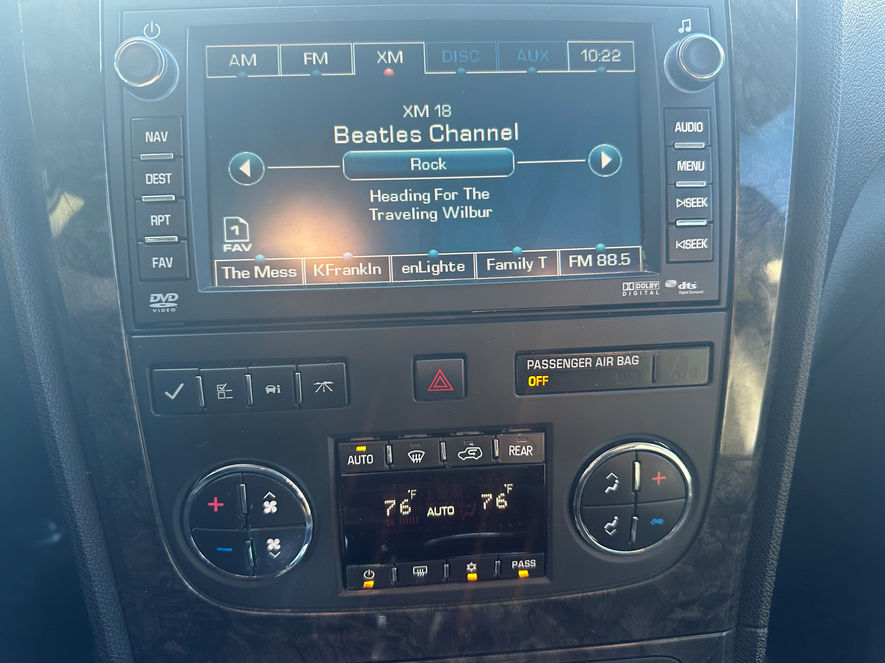 AM FM XM DISC AUX 10:22
XM 18
Beatles Channel
Rock
Heading For The
Traveling Wilbur
1
FAV
The Mess KFrankln enLighte Family T FM 88.5
NAV
DEST
RPT
FAV
AUDIO
MENU
SEEK
SEEK
DVD
VIDEO
DOLBY
DIGITAL
dts
Digital Surround
PASSENGER AIR BAG
OFF
AUTO REAR
76°F AUTO 76°F
PASS